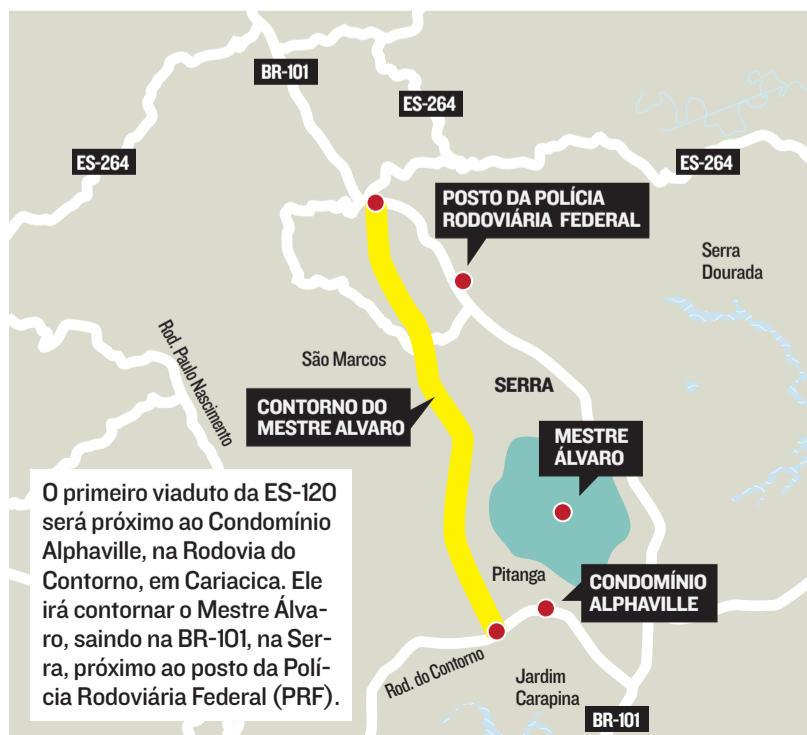 BR-101
ES-264
ES-264
ES-264
POSTO DA POLÍCIA
RODOVIÁRIA FEDERAL
Serra
Dourada
Rod. Paulo Nascimento
São Marcos
SERRA
CONTORNO DO
MESTRE ALVARO
MESTRE
ÁLVARO
O primeiro viaduto da ES-120
será próximo ao Condomínio
Alphaville, na Rodovia do
Contorno, em Cariacica. Ele
irá contornar o Mestre Álva-
ro, saindo na BR-101, na Ser-
ra, próximo ao posto da Polí-
cia Rodoviária Federal (PRF).
Pitanga
CONDOMÍNIO
ALPHAVILLE
Rod. do Contorno
Jardim
Carapina
BR-101